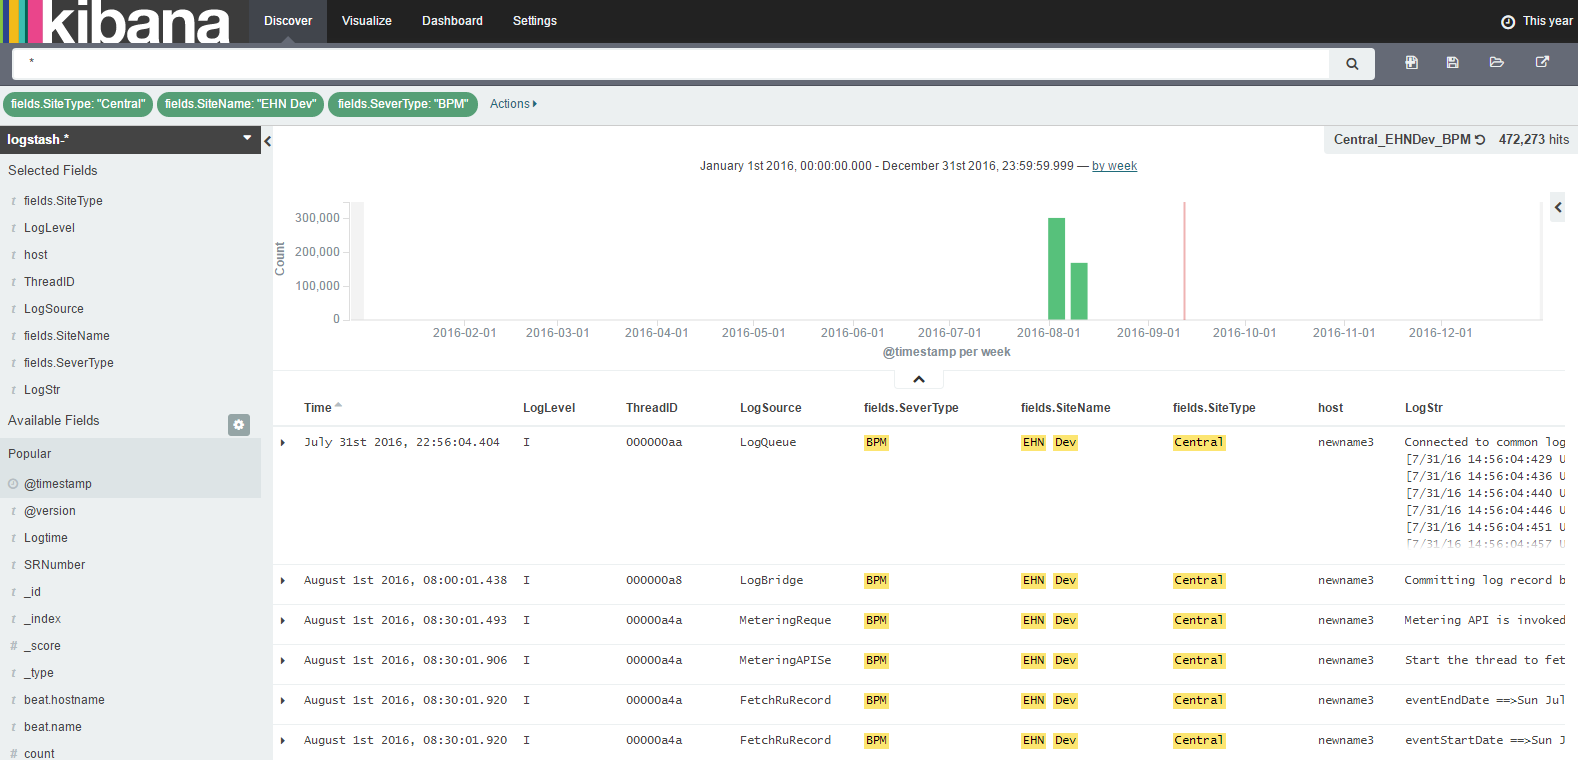 kibana Discover Visualize Dashboard Settings This year
*
fields.SiteType: "Central" fields.SiteName: "EHN Dev" fields.SeverType: "BPM" Actions
logstash-*
Central_EHNDev_BPM 472,273 hits
January 1st 2016, 00:00:00.000 - December 31st 2016, 23:59:59.999 — by week
Selected Fields
t fields.SiteType
t LogLevel
t host
t ThreadID
t LogSource
t fields.SiteName
t fields.SeverType
t LogStr
Available Fields
Popular
@timestamp
t @version
t Logtime
t SRNumber
t _id
t _index
# _score
t _type
t beat.hostname
t beat.name
# count
Count
300,000
200,000
100,000
0
2016-02-01 2016-03-01 2016-04-01 2016-05-01 2016-06-01 2016-07-01 2016-08-01 2016-09-01 2016-10-01 2016-11-01 2016-12-01
@timestamp per week
Time LogLevel ThreadID LogSource fields.SeverType fields.SiteName fields.SiteType host LogStr
July 31st 2016, 22:56:04.404 I 000000aa LogQueue BPM EHN Dev Central newname3 Connected to common log
[7/31/16 14:56:04:429 U
[7/31/16 14:56:04:436 U
[7/31/16 14:56:04:440 U
[7/31/16 14:56:04:446 U
[7/31/16 14:56:04:451 U
[7/31/16 14:56:04:457 U
August 1st 2016, 08:00:01.438 I 000000a8 LogBridge BPM EHN Dev Central newname3 Committing log record b
August 1st 2016, 08:30:01.493 I 00000a4a MeteringReque BPM EHN Dev Central newname3 Metering API is invoked
August 1st 2016, 08:30:01.906 I 00000a4a MeteringAPISe BPM EHN Dev Central newname3 Start the thread to fet
August 1st 2016, 08:30:01.920 I 00000a4a FetchRuRecord BPM EHN Dev Central newname3 eventEndDate ==>Sun Jul
August 1st 2016, 08:30:01.920 I 00000a4a FetchRuRecord BPM EHN Dev Central newname3 eventStartDate ==>Sun J